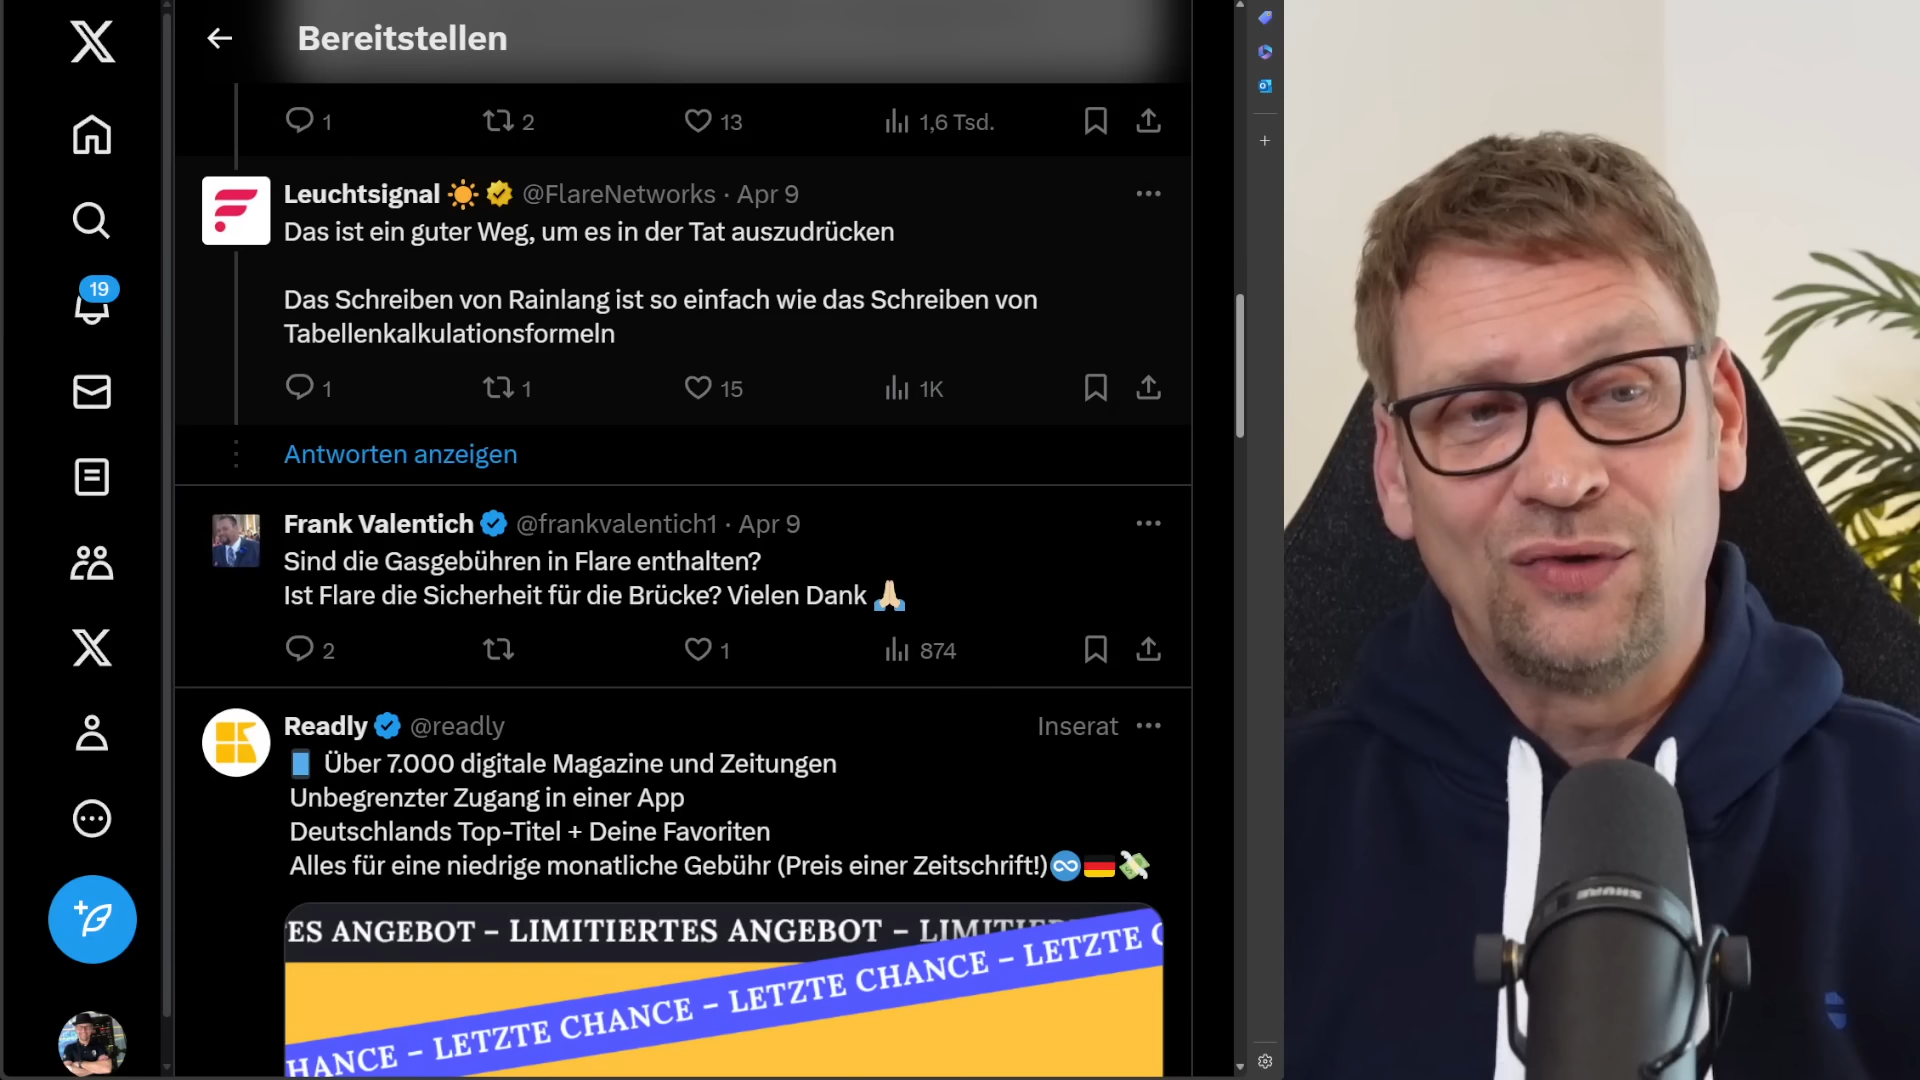 Bereitstellen
1
2
13
1,6 Tsd.
Leuchtsignal @FlareNetworks · Apr 9
Das ist ein guter Weg, um es in der Tat auszudrücken
Das Schreiben von Rainlang ist so einfach wie das Schreiben von
Tabellenkalkulationsformeln
1
1
15
1K
19
Antworten anzeigen
Frank Valentich @frankvalentich1 · Apr 9
Sind die Gasgebühren in Flare enthalten?
Ist Flare die Sicherheit für die Brücke? Vielen Dank 🙏🏻
2
1
874
Readly @readly
Inserat
Über 7.000 digitale Magazine und Zeitungen
Unbegrenzter Zugang in einer App
Deutschlands Top-Titel + Deine Favoriten
Alles für eine niedrige monatliche Gebühr (Preis einer Zeitschrift!)♾️🇩🇪💸
ES ANGEBOT – LIMITIERTES ANGEBOT – LIMITIER
HANCE – LETZTE CHANCE – LETZTE CHANCE – LETZTE C
SHURE